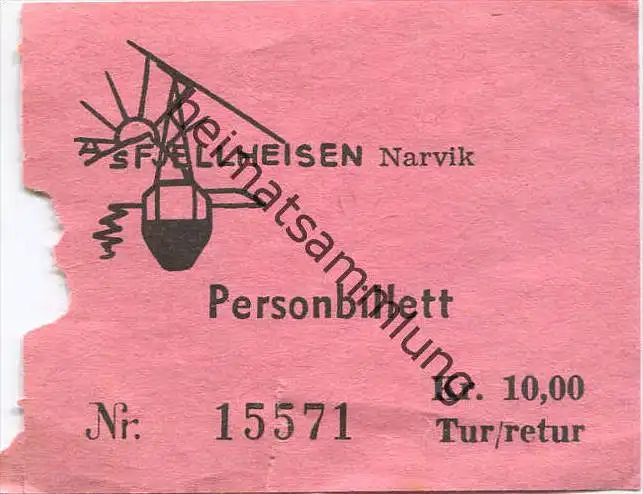 A/S FJELLHEISEN Narvik
Personbillett
Nr. 15571
Kr. 10,00
Tur/retur
heimatsammlung